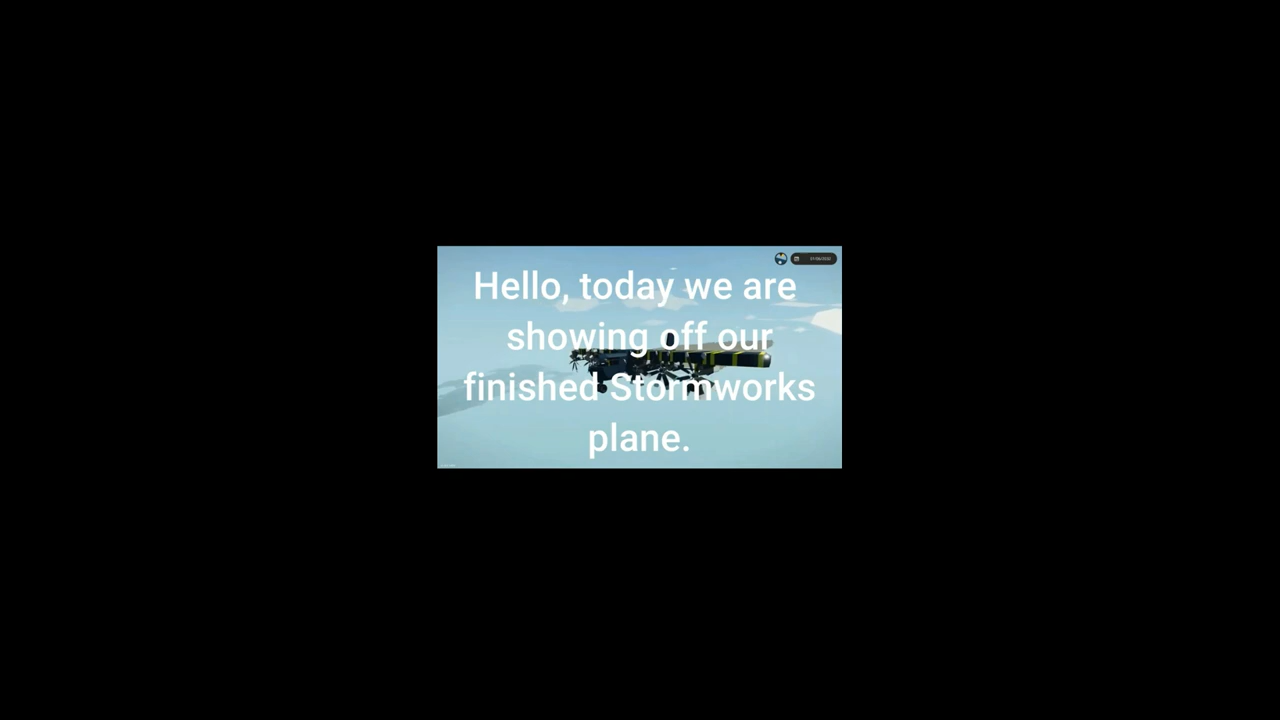 Hello, today we are
showing off our
finished Stormworks
plane.